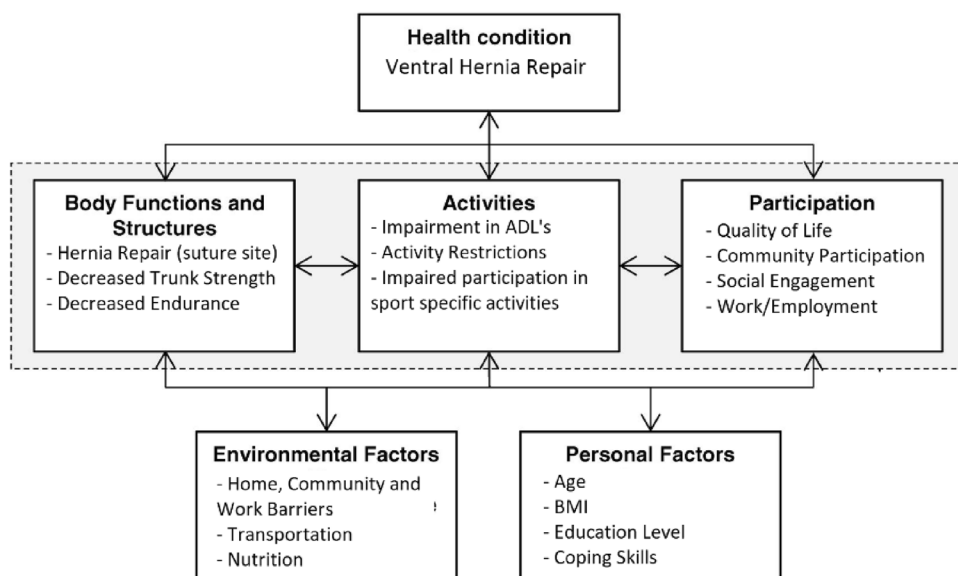 Health condition
Ventral Hernia Repair
Body Functions and
Structures
- Hernia Repair (suture site)
- Decreased Trunk Strength
- Decreased Endurance
Activities
- Impairment in ADL's
- Activity Restrictions
- Impaired participation in
sport specific activities
Participation
- Quality of Life
- Community Participation
- Social Engagement
- Work/Employment
Environmental Factors
- Home, Community and
Work Barriers
- Transportation
- Nutrition
Personal Factors
- Age
- BMI
- Education Level
- Coping Skills